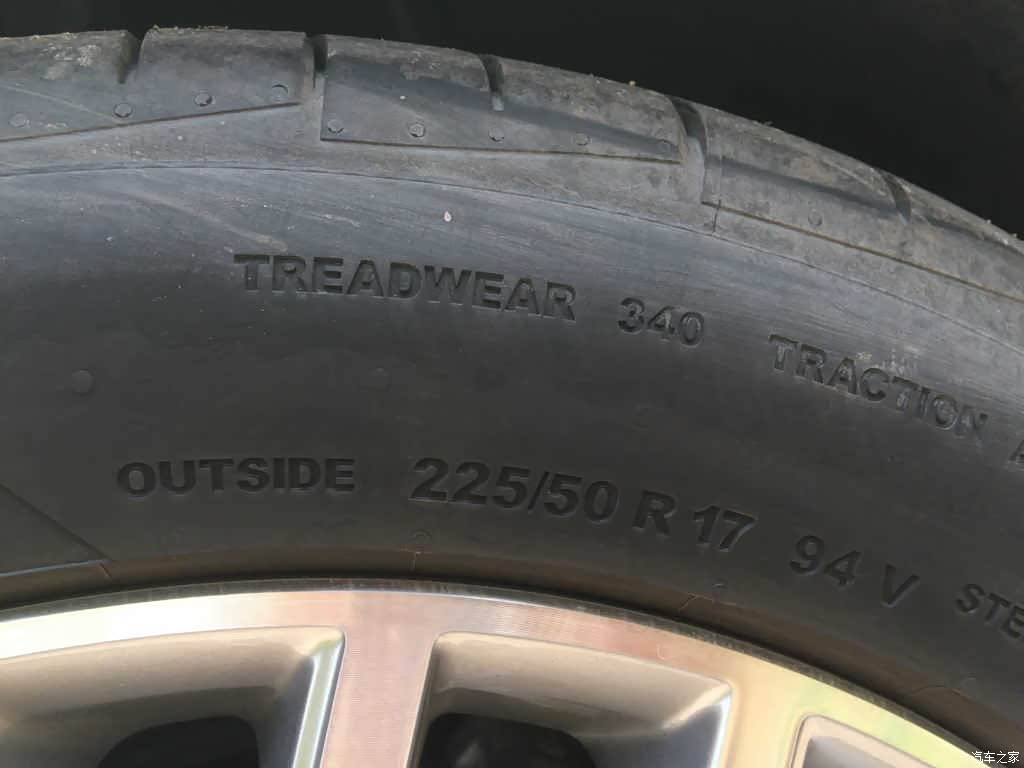 TREADWEAR 340 TRACTION
OUTSIDE 225/50 R 17 94 V
汽车之家